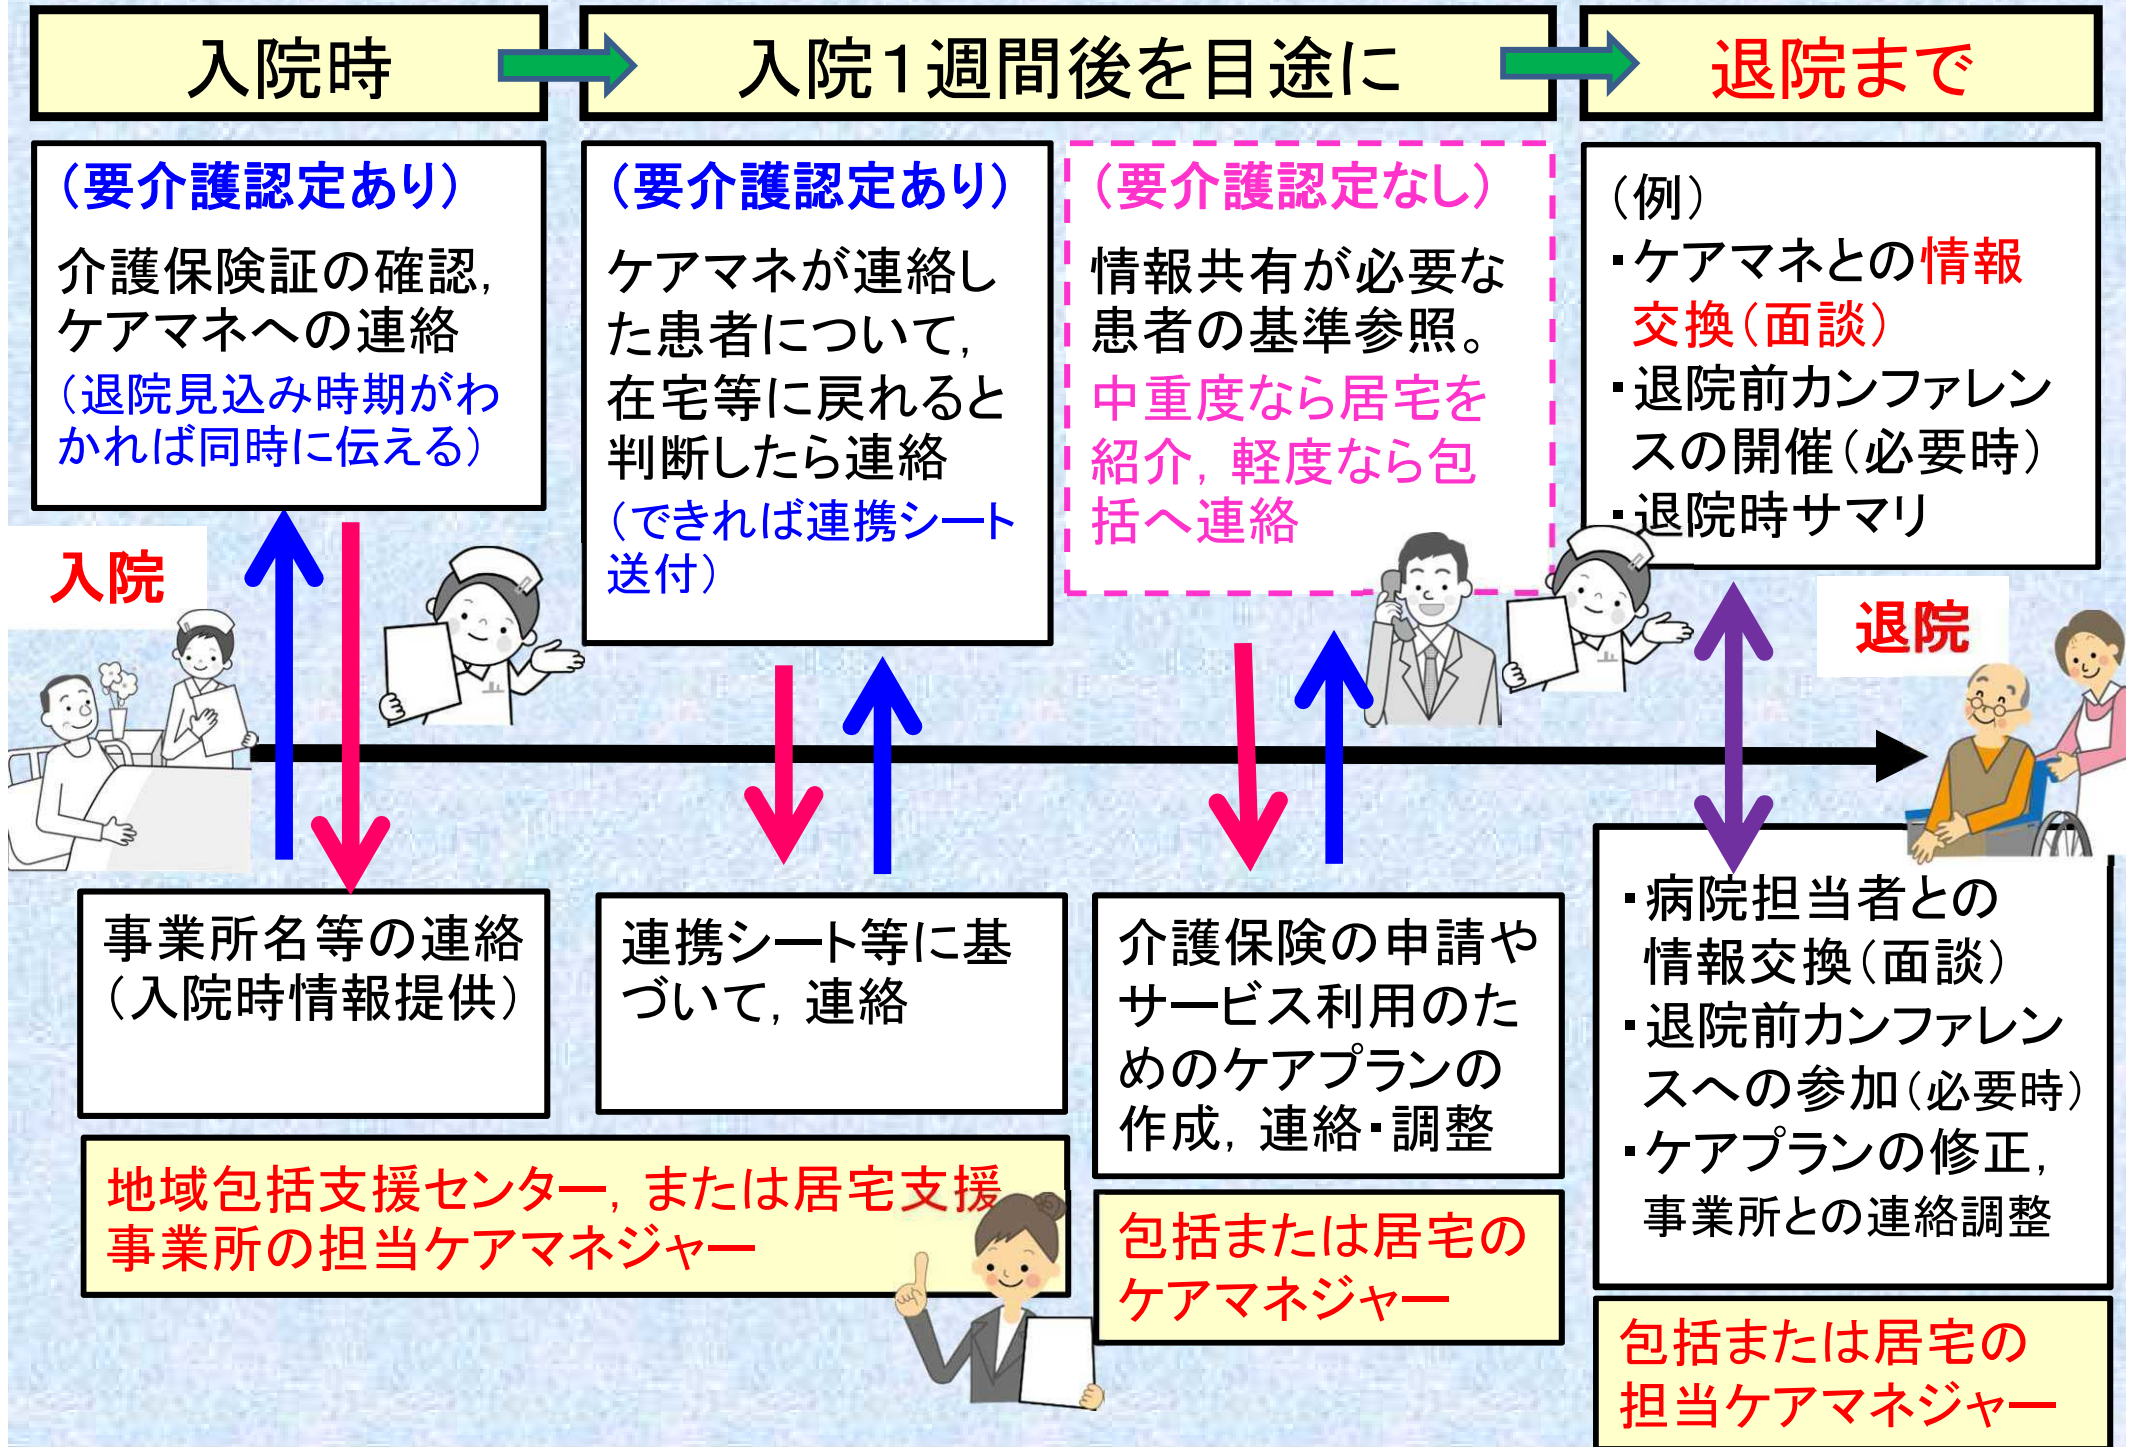 入院時
入院1週間後を目途に
退院まで
（要介護認定あり）
介護保険証の確認，
ケアマネへの連絡
（退院見込み時期がわ
かれば同時に伝える）
（要介護認定あり）
ケアマネが連絡し
た患者について，
在宅等に戻れると
判断したら連絡
（できれば連携シート
送付）
（要介護認定なし）
情報共有が必要な
患者の基準参照。
中重度なら居宅を
紹介，軽度なら包
括へ連絡
（例）
・ケアマネとの情報
交換（面談）
・退院前カンファレン
スの開催（必要時）
・退院時サマリ
入院
退院
事業所名等の連絡
（入院時情報提供）
連携シート等に基
づいて，連絡
介護保険の申請や
サービス利用のた
めのケアプランの
作成，連絡・調整
・病院担当者との
情報交換（面談）
・退院前カンファレン
スへの参加（必要時）
・ケアプランの修正，
事業所との連絡調整
地域包括支援センター，または居宅支援
事業所の担当ケアマネジャー
包括または居宅の
ケアマネジャー
包括または居宅の
担当ケアマネジャー